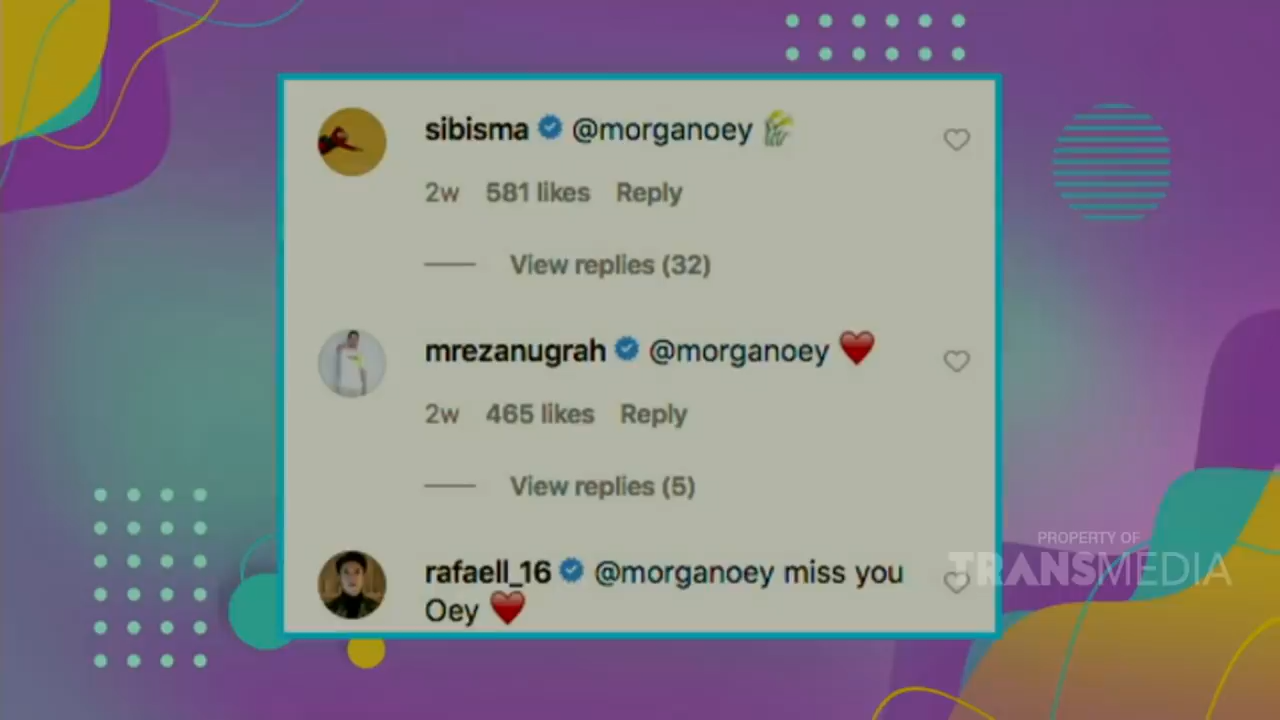 sibisma @morganoey
2w 581 likes Reply
View replies (32)
mrezanugrah @morganoey ❤️
2w 465 likes Reply
View replies (5)
rafaell_16 @morganoey miss you
Oey ❤️
PROPERTY OF
TRANSMEDIA